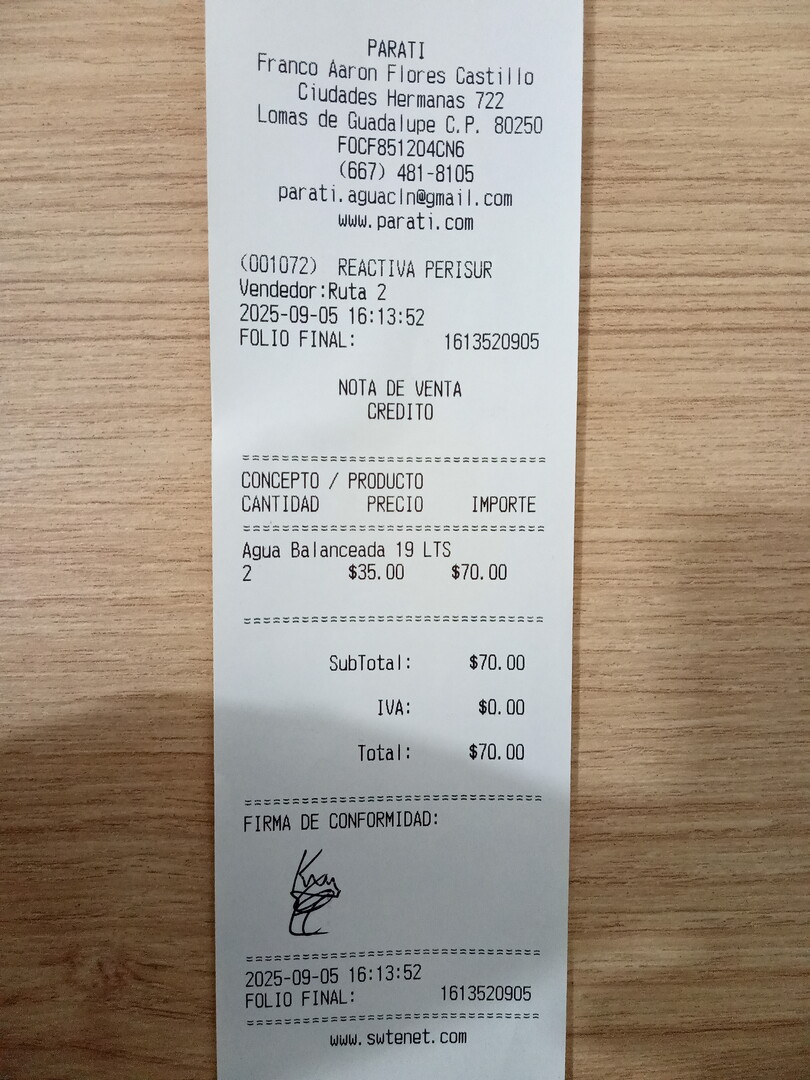 PARATI
Franco Aaron Flores Castillo
Ciudades Hermanas 722
Lomas de Guadalupe C.P. 80250
FOCF851204CN6
(667) 481-8105
parati.aguacln@gmail.com
www.parati.com
(001072) REACTIVA PERISUR
Vendedor:Ruta 2
2025-09-05 16:13:52
FOLIO FINAL: 1613520905
NOTA DE VENTA
CREDITO
================================
CONCEPTO / PRODUCTO
CANTIDAD PRECIO IMPORTE
================================
Agua Balanceada 19 LTS
2 $35.00 $70.00
================================
SubTotal: $70.00
IVA: $0.00
Total: $70.00
================================
FIRMA DE CONFORMIDAD:
================================
2025-09-05 16:13:52
FOLIO FINAL: 1613520905
================================
www.swtenet.com